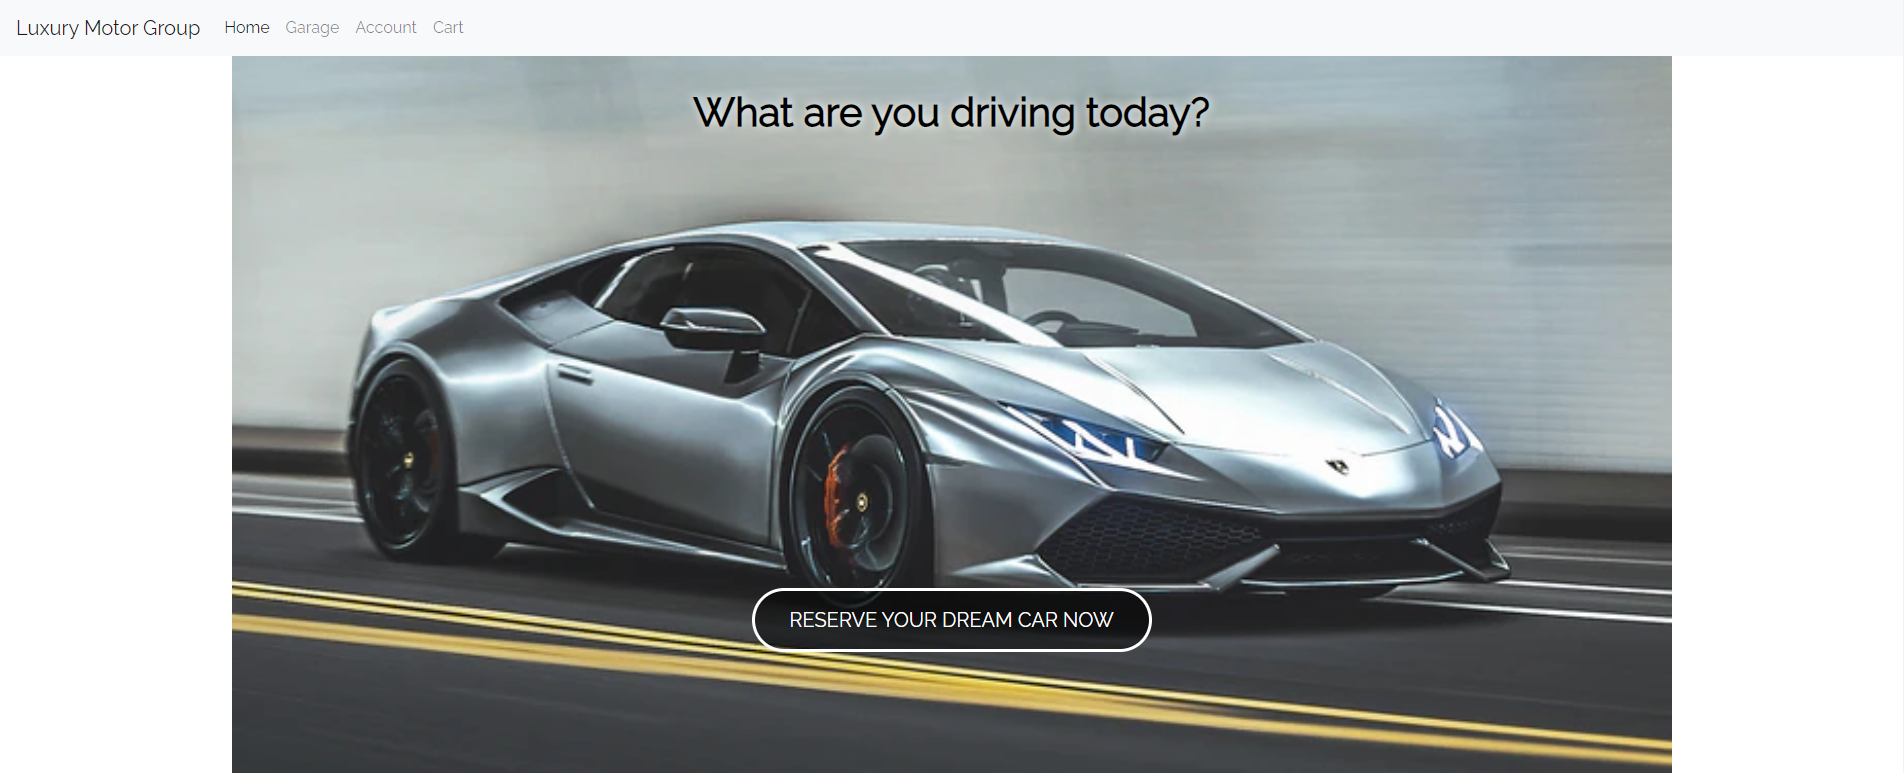 Luxury Motor Group Home Garage Account Cart
What are you driving today?
RESERVE YOUR DREAM CAR NOW